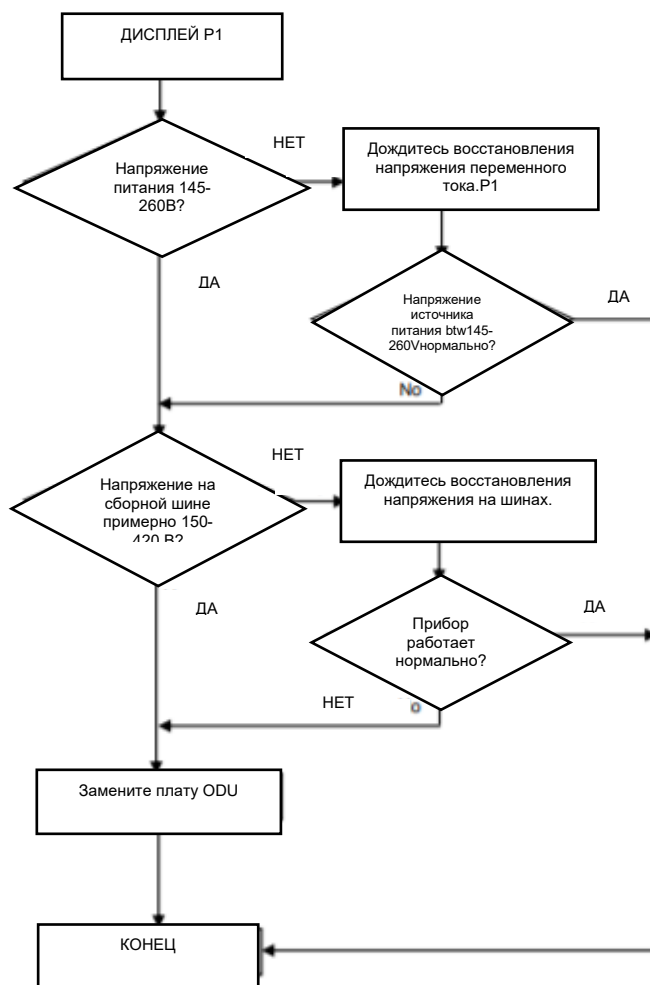 ДИСПЛЕЙ P1
НЕТ
Напряжение
питания 145-
260В?
Дождитесь восстановления
напряжения переменного
тока.P1
ДА
Напряжение
источника
питания btw145-
260Vнормально?
ДА
No
НЕТ
Напряжение на
сборной шине
примерно 150-
420 В?
Дождитесь восстановления
напряжения на шинах.
ДА
Прибор
работает
нормально?
ДА
НЕТ
o
Замените плату ODU
КОНЕЦ